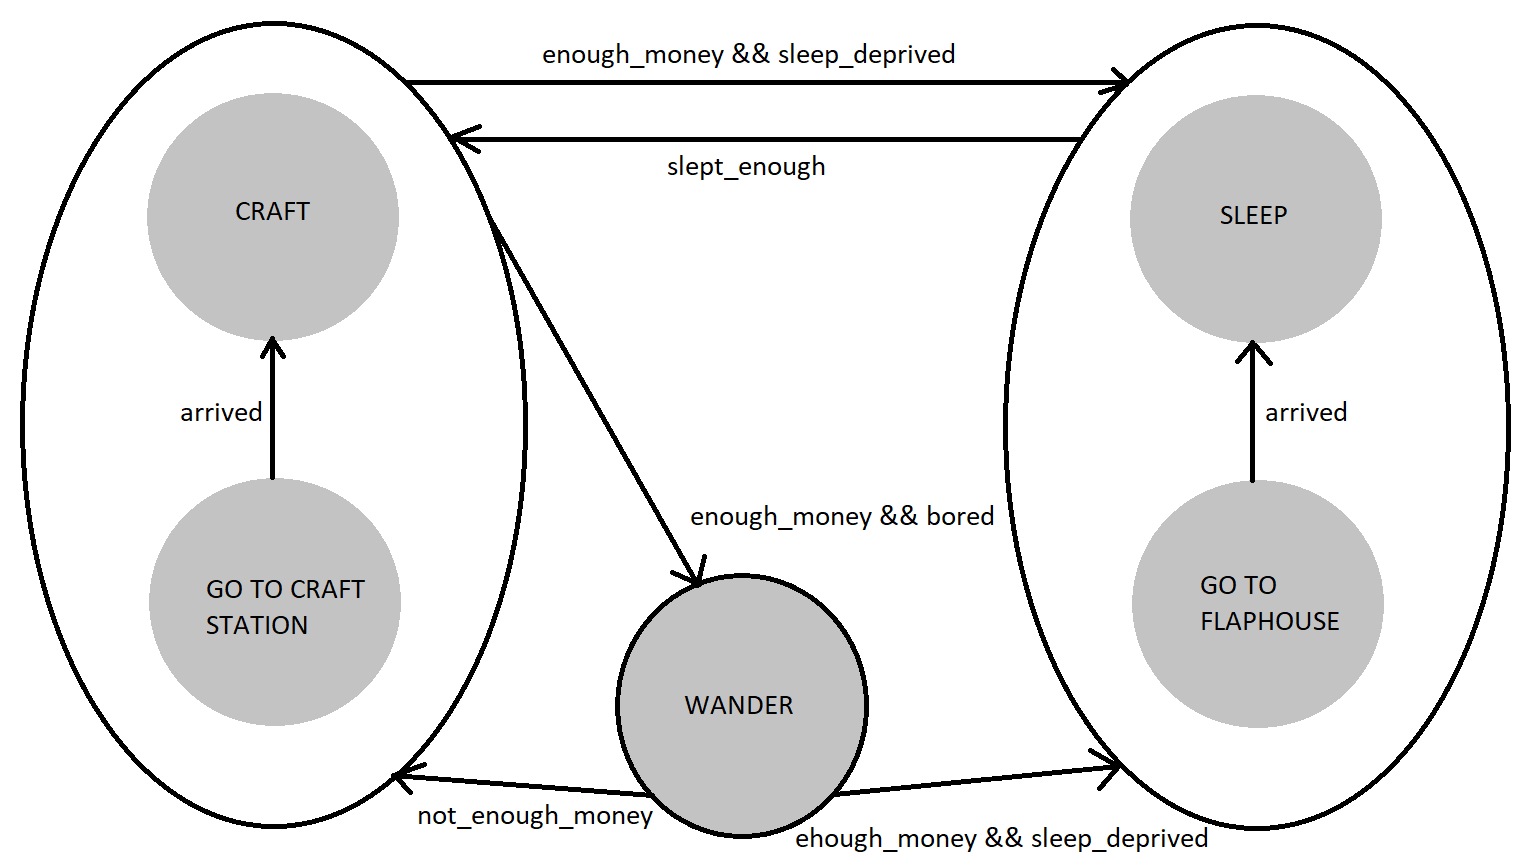 enough_money && sleep_deprived
slept_enough
CRAFT
SLEEP
arrived
arrived
enough_money && bored
GO TO CRAFT
STATION
GO TO
FLAPHOUSE
WANDER
not_enough_money
ehough_money && sleep_deprived